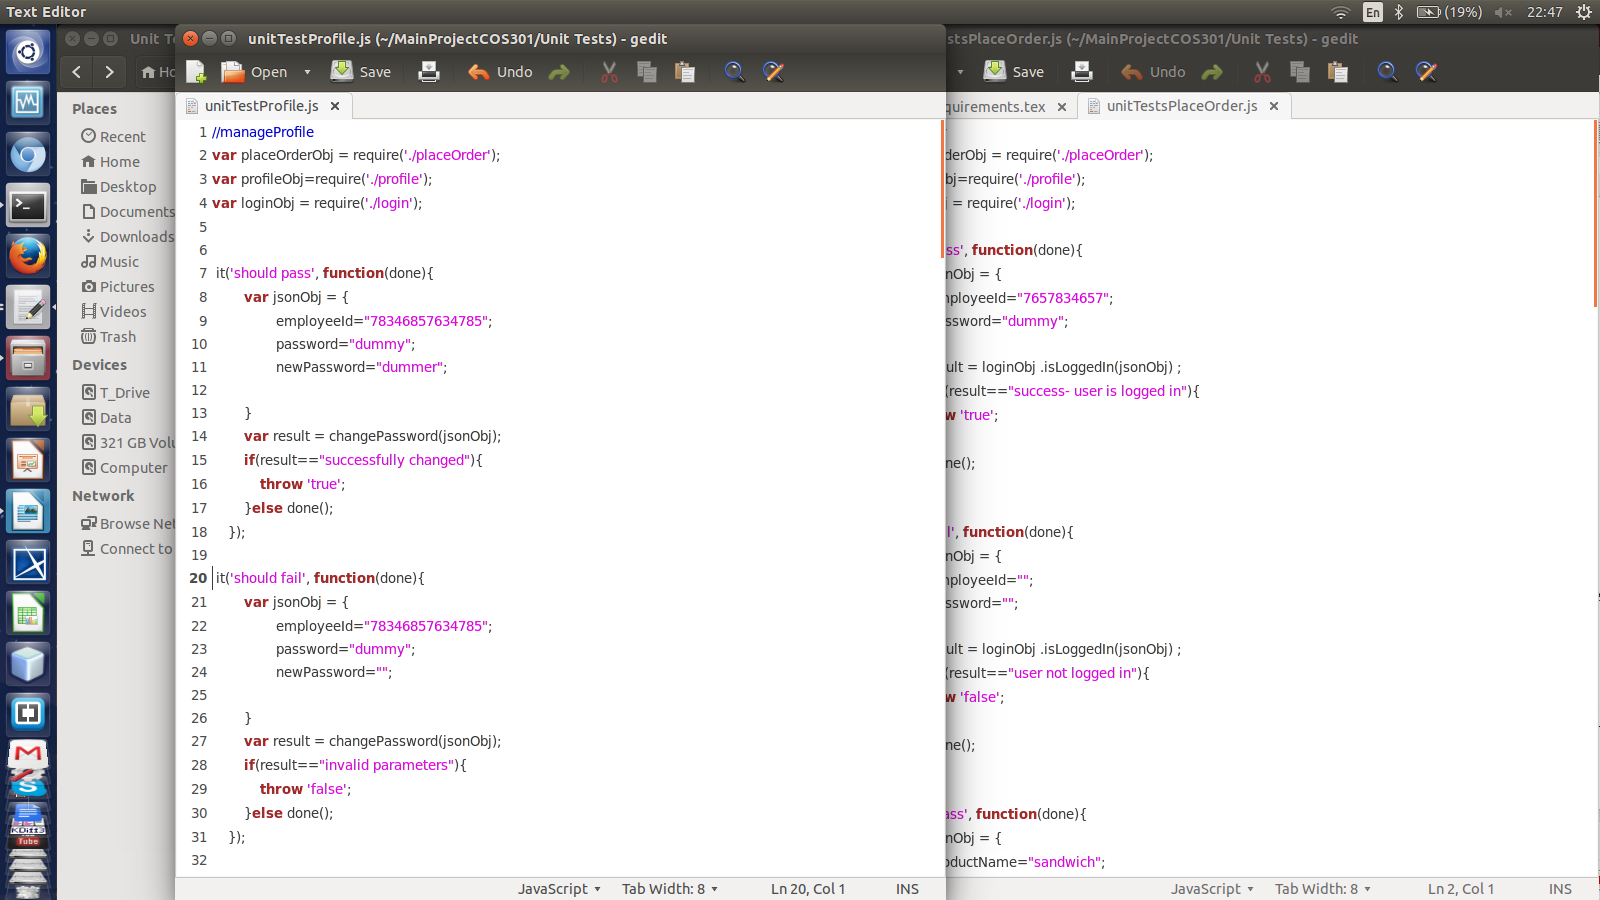 Text Editor
En
(19%)
22:47
Unit T
unitTestProfile.js (~/MainProjectCOS301/Unit Tests) - gedit
stsPlaceOrder.js (~/MainProjectCOS301/Unit Tests) - gedit
Ho
Open
Save
Undo
Save
Undo
Places
Recent
Home
Desktop
Documents
Downloads
Music
Pictures
Videos
Trash
Devices
T_Drive
Data
321 GB Volu
Computer
Network
Browse Net
Connect to
unitTestProfile.js
1 //manageProfile
2 var placeOrderObj = require('./placeOrder');
3 var profileObj=require('./profile');
4 var loginObj = require('./login');
5
6
7 it('should pass', function(done){
8 var jsonObj = {
9 employeeId="78346857634785";
10 password="dummy";
11 newPassword="dummer";
12
13 }
14 var result = changePassword(jsonObj);
15 if(result=="successfully changed"){
16 throw 'true';
17 }else done();
18 });
19
20 it('should fail', function(done){
21 var jsonObj = {
22 employeeId="78346857634785";
23 password="dummy";
24 newPassword="";
25
26 }
27 var result = changePassword(jsonObj);
28 if(result=="invalid parameters"){
29 throw 'false';
30 }else done();
31 });
32
JavaScript
Tab Width: 8
Ln 20, Col 1
INS
quirements.tex
unitTestsPlaceOrder.js
derObj = require('./placeOrder');
bj=require('./profile');
j = require('./login');
ss', function(done){
nObj = {
mployeeId="7657834657";
ssword="dummy";
ult = loginObj .isLoggedIn(jsonObj) ;
(result=="success- user is logged in"){
w 'true';
ne();
l', function(done){
nObj = {
mployeeId="";
ssword="";
ult = loginObj .isLoggedIn(jsonObj) ;
(result=="user not logged in"){
w 'false';
ne();
ass', function(done){
nObj = {
oductName="sandwich";
JavaScript
Tab Width: 8
Ln 2, Col 1
INS
Tube